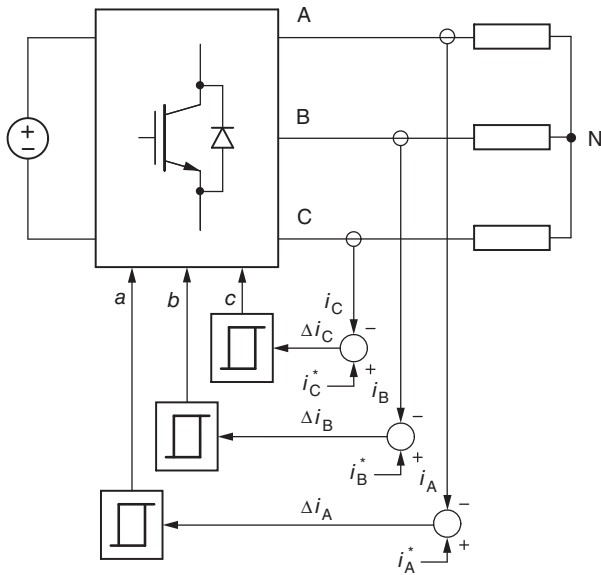 A
B
N
C
a
b
c
i_C
−
Δi_C
+
i_C^*
i_B
−
Δi_B
+
i_B^*
i_A
−
Δi_A
+
i_A^*
+
−